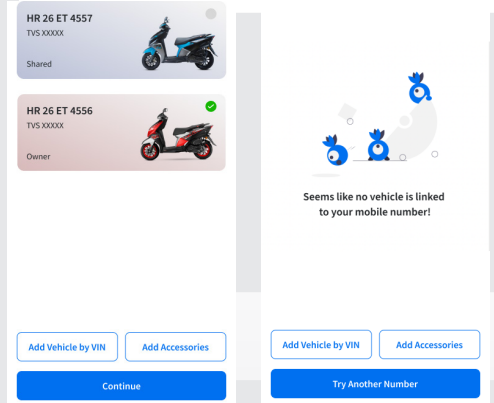 HR 26 ET 4557
TVS XXXXX
Shared
HR 26 ET 4556
TVS XXXX
Owner
Add Vehicle by VIN
Add Accessories
Continue
Seems like no vehicle is linked
to your mobile number!
Add Vehicle by VIN
Add Accessories
Try Another Number